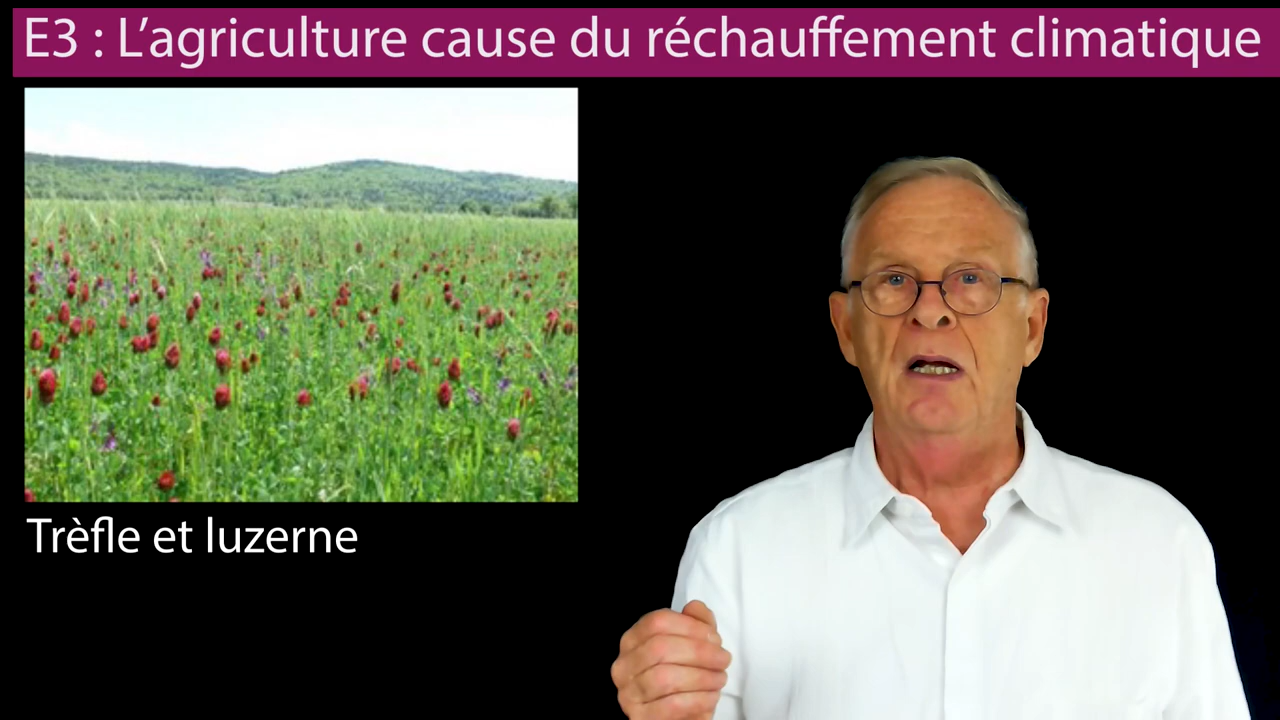 E3 : L’agriculture cause du réchauffement climatique
Trèfle et luzerne